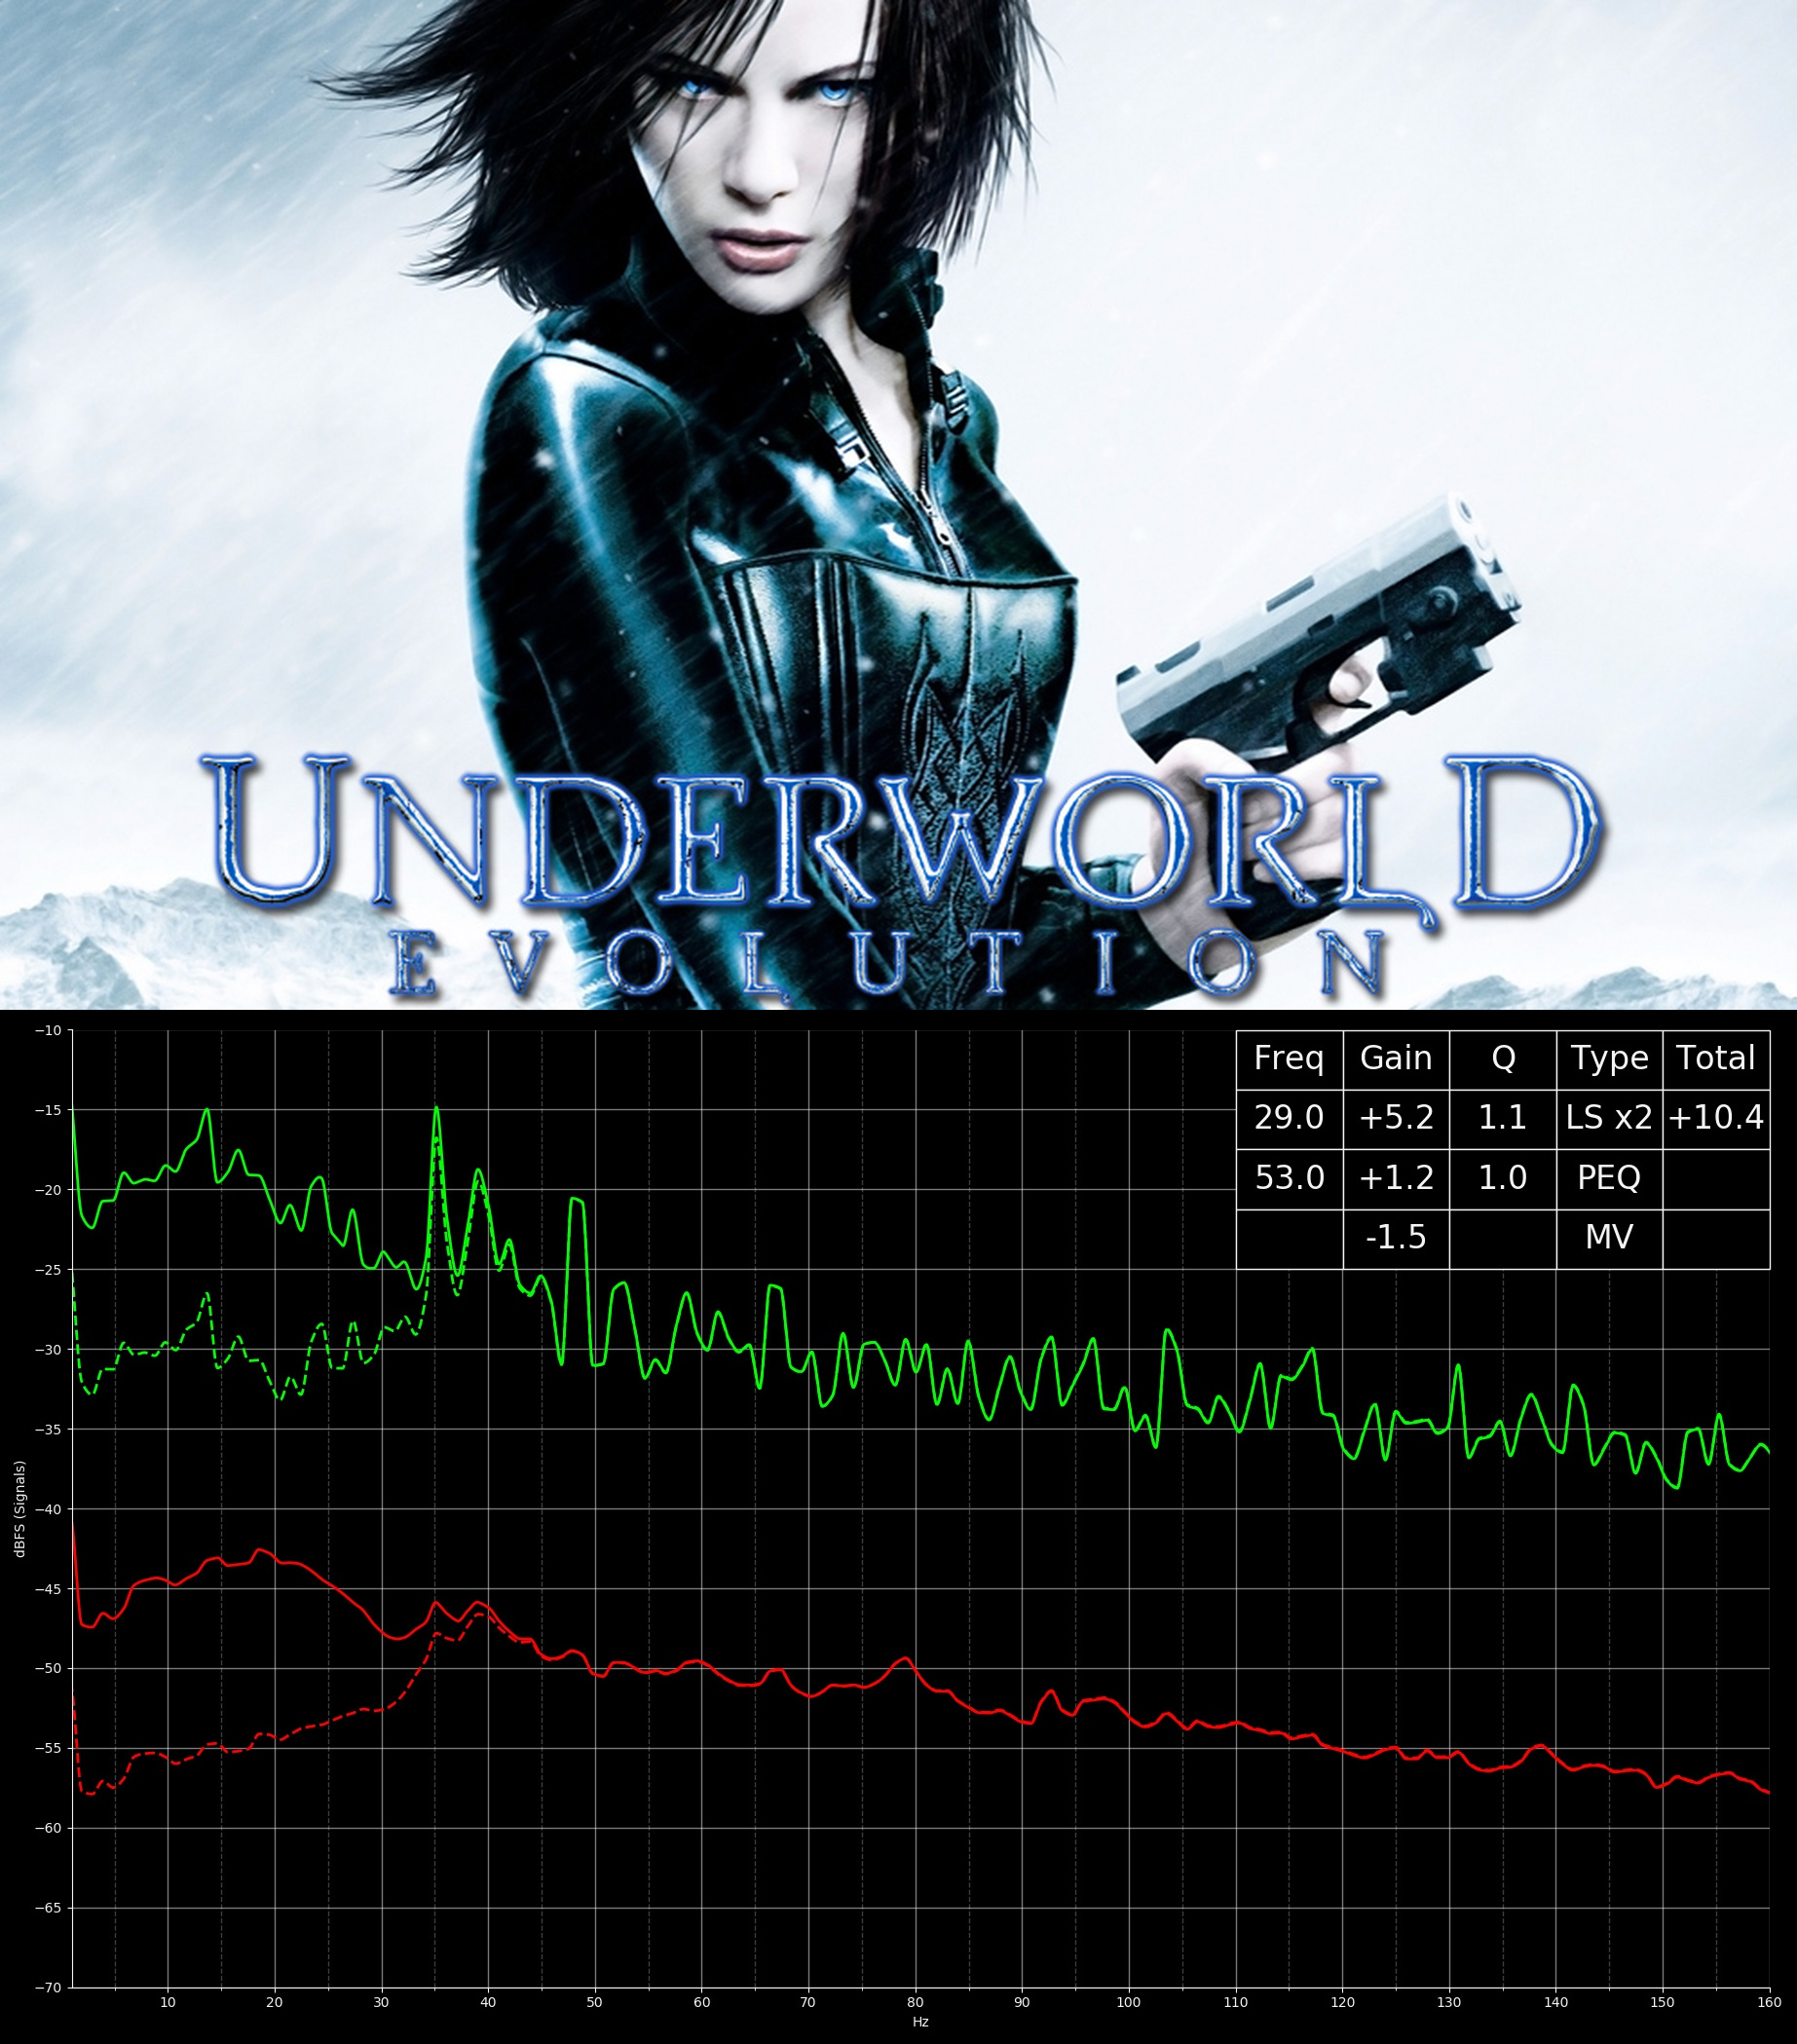 UNDERWORLD
EVOLUTION
Freq Gain Q Type Total
29.0 +5.2 1.1 LS x2 +10.4
53.0 +1.2 1.0 PEQ
-1.5 MV
−10
−15
−20
−25
−30
−35
−40
−45
−50
−55
−60
−65
−70
dBFS (Signals)
10 20 30 40 50 60 70 80 90 100 110 120 130 140 150 160
Hz